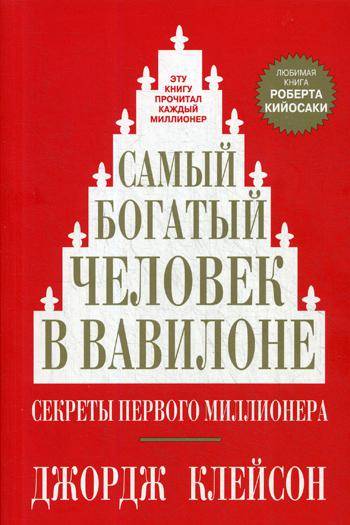 ЭТУ
КНИГУ
ПРОЧИТАЛ
КАЖДЫЙ
МИЛЛИОНЕР
ЛЮБИМАЯ
КНИГА
РОБЕРТА
КИЙОСАКИ
САМЫЙ
БОГАТЫЙ
ЧЕЛОВЕК
В ВАВИЛОНЕ
СЕКРЕТЫ ПЕРВОГО МИЛЛИОНЕРА
ДЖОРДЖ КЛЕЙСОН